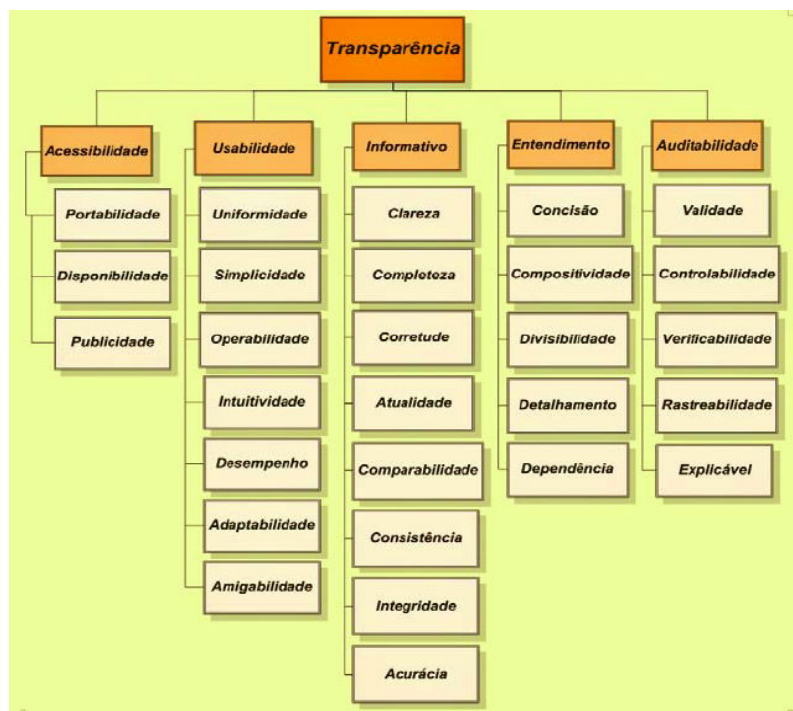 Transparência
Acessibilidade
Portabilidade
Disponibilidade
Publicidade
Usabilidade
Uniformidade
Simplicidade
Operabilidade
Intuitividade
Desempenho
Adaptabilidade
Amigabilidade
Informativo
Clareza
Completeza
Corretude
Atualidade
Comparabilidade
Consistência
Integridade
Acurácia
Entendimento
Concisão
Compositividade
Divisibilidade
Detalhamento
Dependência
Auditabilidade
Validade
Controlabilidade
Verificabilidade
Rastreabilidade
Explicável